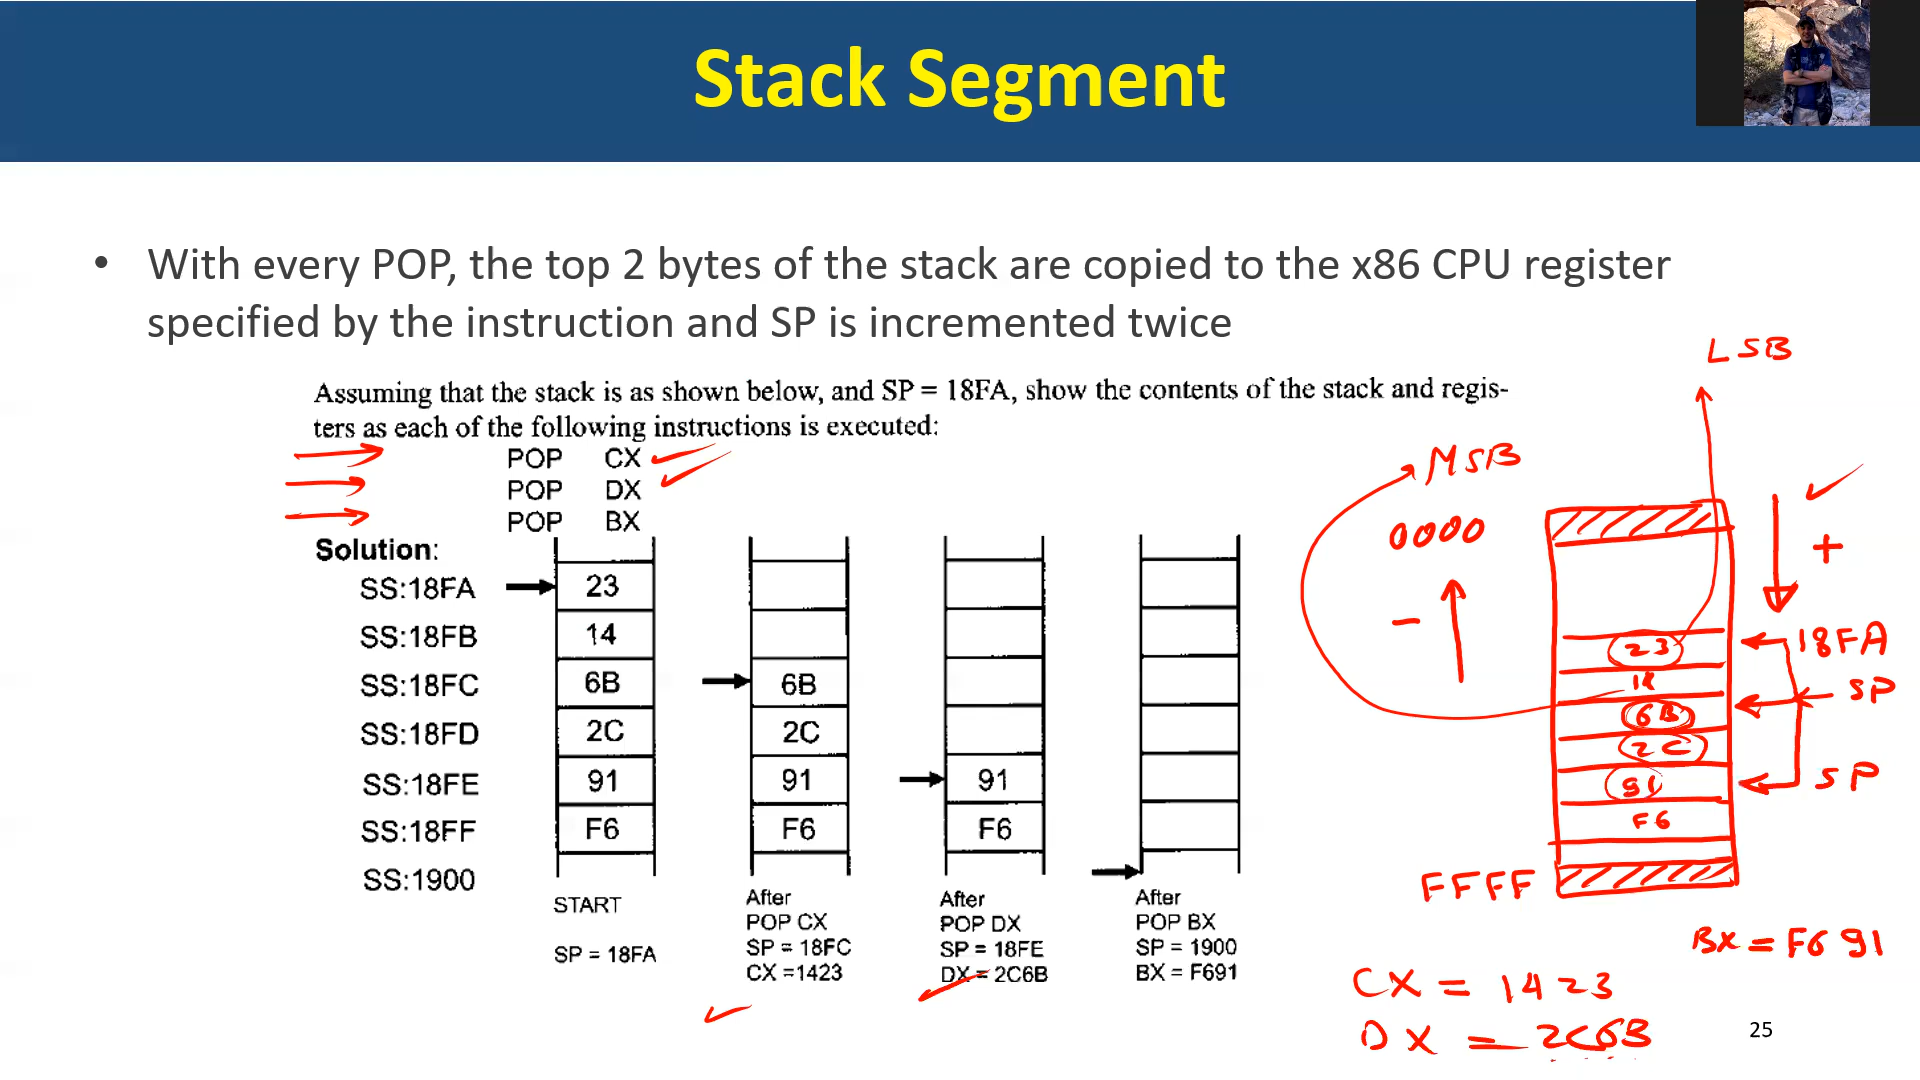 Stack Segment
• With every POP, the top 2 bytes of the stack are copied to the x86 CPU register
specified by the instruction and SP is incremented twice
Assuming that the stack is as shown below, and SP = 18FA, show the contents of the stack and regis-
ters as each of the following instructions is executed:
POP CX
POP DX
POP BX
Solution:
SS:18FA 23
SS:18FB 14
SS:18FC 6B 6B
SS:18FD 2C 2C
SS:18FE 91 91 91
SS:18FF F6 F6 F6
SS:1900
START
SP = 18FA
After
POP CX
SP = 18FC
CX =1423
After
POP DX
SP = 18FE
DX = 2C6B
After
POP BX
SP = 1900
BX = F691
LSB
MSB
0000
-
+
23
14
6B
2C
91
F6
18FA
SP
SP
FFFF
BX = F691
CX = 1423
DX = 2C6B
25